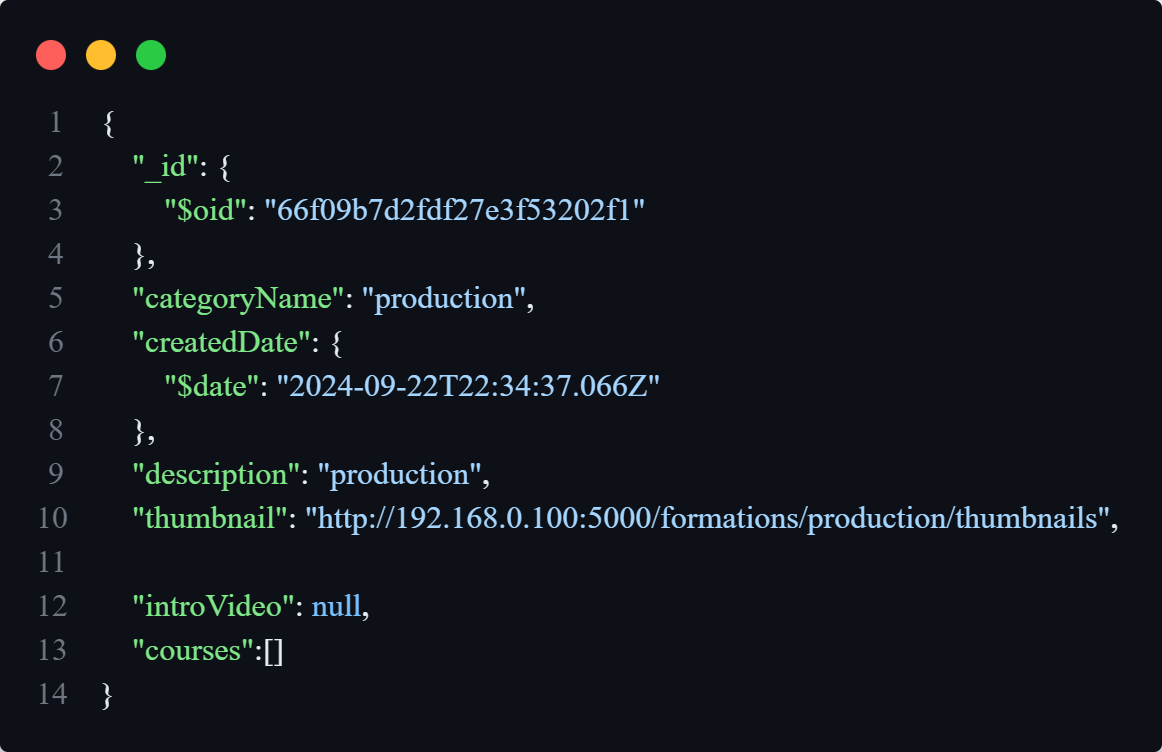 1 {
2 "_id": {
3 "$oid": "66f09b7d2fdf27e3f53202f1"
4 },
5 "categoryName": "production",
6 "createdDate": {
7 "$date": "2024-09-22T22:34:37.066Z"
8 },
9 "description": "production",
10 "thumbnail": "http://192.168.0.100:5000/formations/production/thumbnails",
11
12 "introVideo": null,
13 "courses":[]
14 }